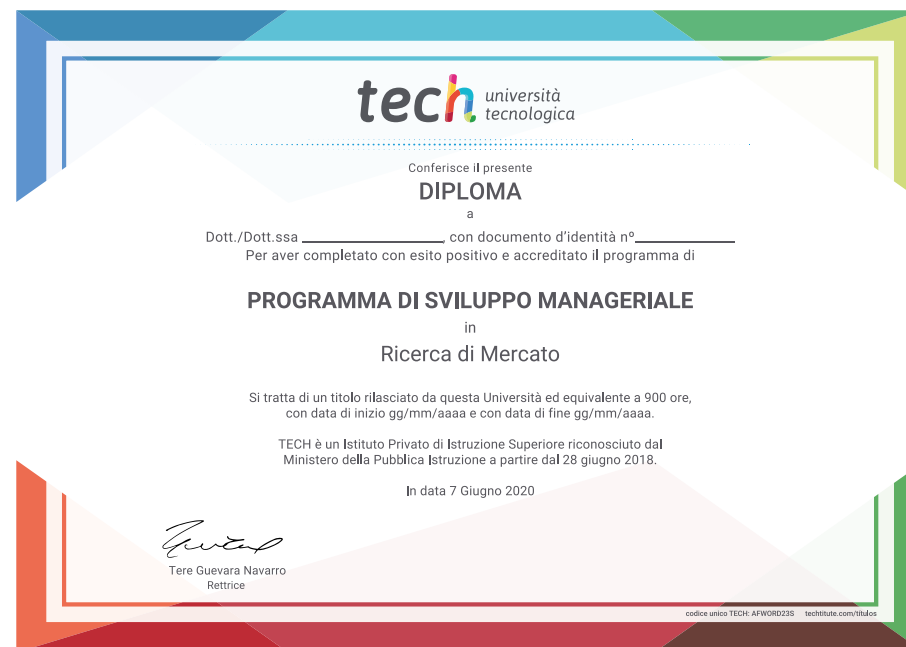 tech università
tecnologica
Conferisce il presente
DIPLOMA
a
Dott./Dott.ssa ____________________, con documento d'identità nº______________
Per aver completato con esito positivo e accreditato il programma di
PROGRAMMA DI SVILUPPO MANAGERIALE
in
Ricerca di Mercato
Si tratta di un titolo rilasciato da questa Università ed equivalente a 900 ore,
con data di inizio gg/mm/aaaa e con data di fine gg/mm/aaaa.
TECH è un Istituto Privato di Istruzione Superiore riconosciuto dal
Ministero della Pubblica Istruzione a partire dal 28 giugno 2018.
In data 7 Giugno 2020
Tere Guevara Navarro
Rettrice
codice unico TECH: AFWORD23S techtitute.com/titulos